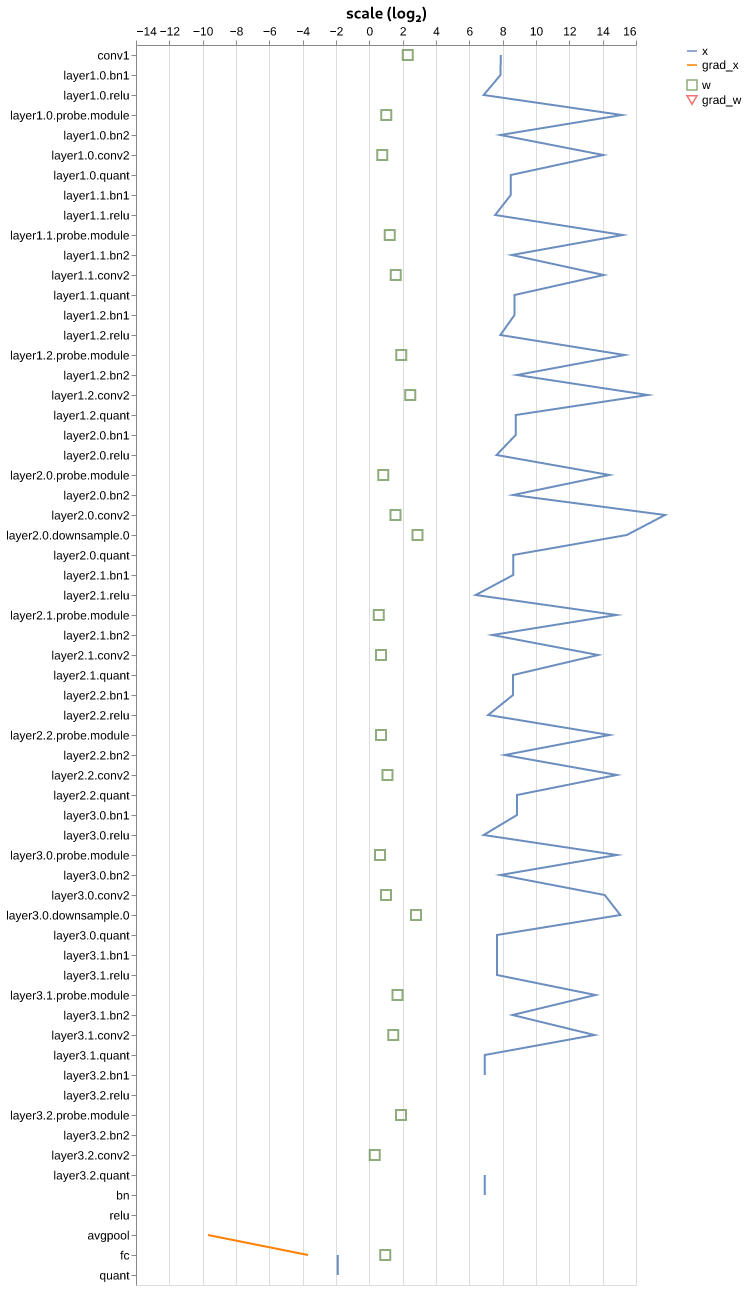 scale (log₂)
−14 −12 −10 −8 −6 −4 −2 0 2 4 6 8 10 12 14 16
x
grad_x
w
grad_w
conv1
layer1.0.bn1
layer1.0.relu
layer1.0.probe.module
layer1.0.bn2
layer1.0.conv2
layer1.0.quant
layer1.1.bn1
layer1.1.relu
layer1.1.probe.module
layer1.1.bn2
layer1.1.conv2
layer1.1.quant
layer1.2.bn1
layer1.2.relu
layer1.2.probe.module
layer1.2.bn2
layer1.2.conv2
layer1.2.quant
layer2.0.bn1
layer2.0.relu
layer2.0.probe.module
layer2.0.bn2
layer2.0.conv2
layer2.0.downsample.0
layer2.0.quant
layer2.1.bn1
layer2.1.relu
layer2.1.probe.module
layer2.1.bn2
layer2.1.conv2
layer2.1.quant
layer2.2.bn1
layer2.2.relu
layer2.2.probe.module
layer2.2.bn2
layer2.2.conv2
layer2.2.quant
layer3.0.bn1
layer3.0.relu
layer3.0.probe.module
layer3.0.bn2
layer3.0.conv2
layer3.0.downsample.0
layer3.0.quant
layer3.1.bn1
layer3.1.relu
layer3.1.probe.module
layer3.1.bn2
layer3.1.conv2
layer3.1.quant
layer3.2.bn1
layer3.2.relu
layer3.2.probe.module
layer3.2.bn2
layer3.2.conv2
layer3.2.quant
bn
relu
avgpool
fc
quant